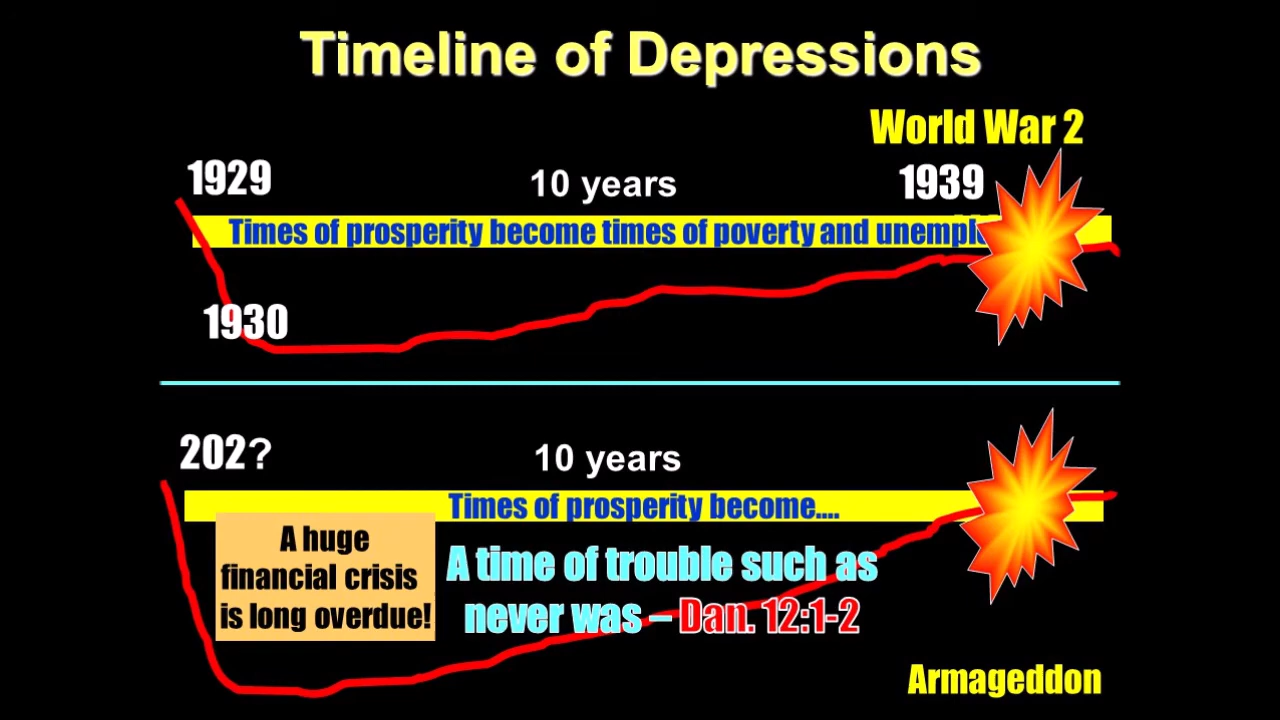 Timeline of Depressions
World War 2
1929
10 years
1939
Times of prosperity become times of poverty and
1930
202?
10 years
Times of prosperity become....
A huge
financial crisis
is long overdue!
A time of trouble such as
never was – Dan. 12:1-2
Armageddon